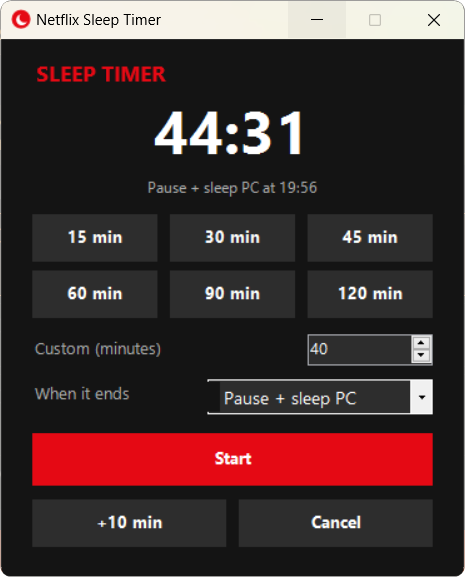 Netflix Sleep Timer
SLEEP TIMER
44:31
Pause + sleep PC at 19:56
15 min 30 min 45 min
60 min 90 min 120 min
Custom (minutes) 40
When it ends Pause + sleep PC
Start
+10 min Cancel